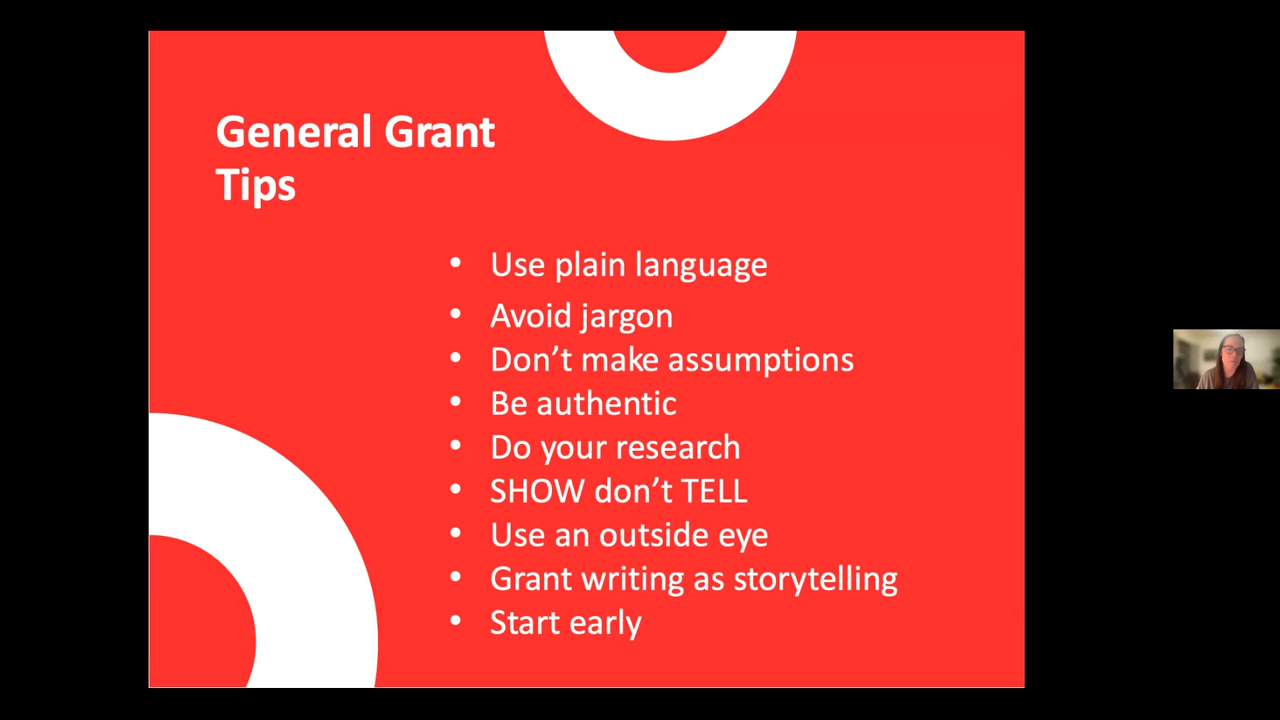 General Grant
Tips
• Use plain language
• Avoid jargon
• Don’t make assumptions
• Be authentic
• Do your research
• SHOW don’t TELL
• Use an outside eye
• Grant writing as storytelling
• Start early